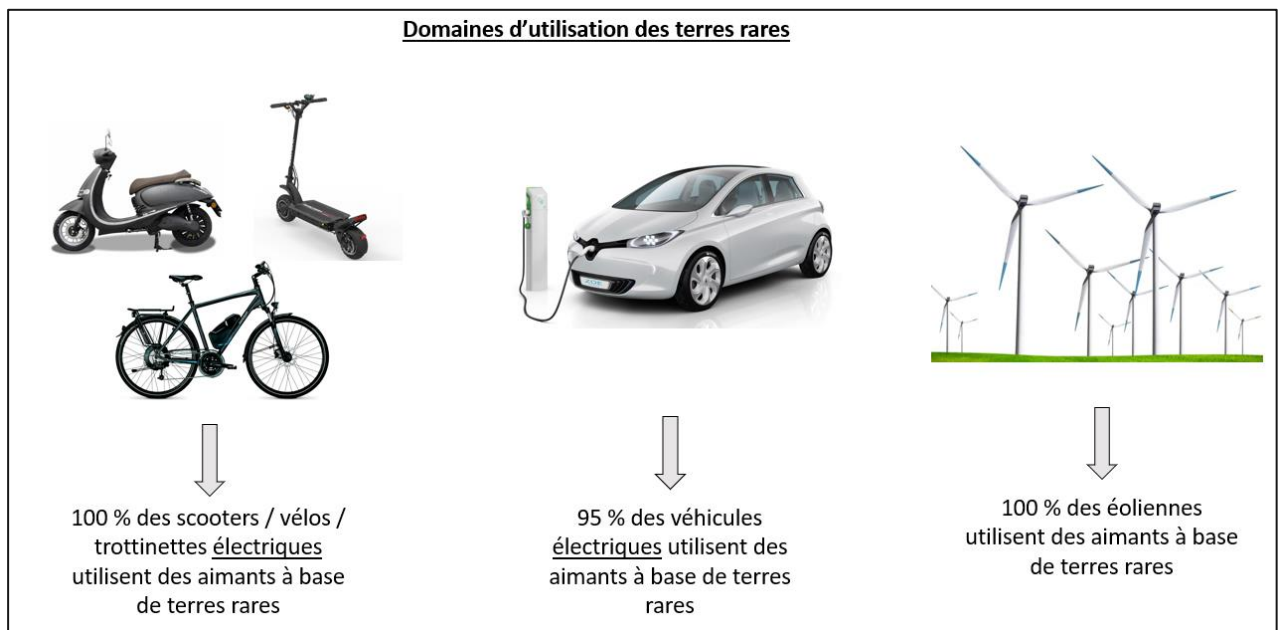 Domaines d’utilisation des terres rares
100 % des scooters / vélos /
trottinettes électriques
utilisent des aimants à base
de terres rares
95 % des véhicules
électriques utilisent des
aimants à base de terres
rares
100 % des éoliennes
utilisent des aimants à base
de terres rares